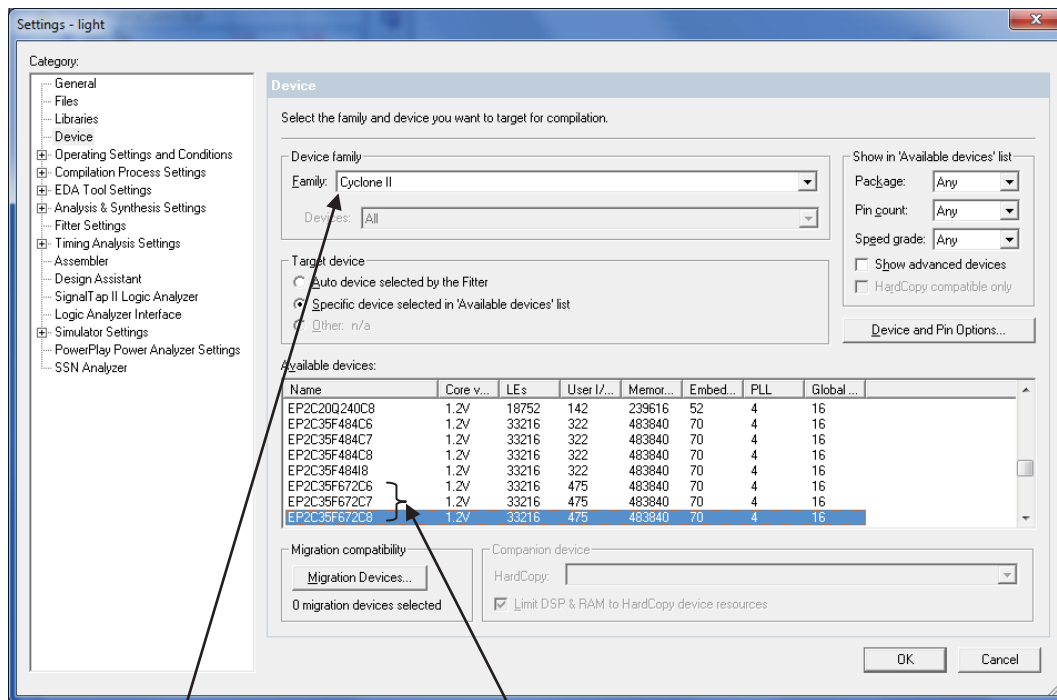 Settings - light
Category:
General
Files
Libraries
Device
Operating Settings and Conditions
Compilation Process Settings
EDA Tool Settings
Analysis & Synthesis Settings
Fitter Settings
Timing Analysis Settings
Assembler
Design Assistant
SignalTap II Logic Analyzer
Logic Analyzer Interface
Simulator Settings
PowerPlay Power Analyzer Settings
SSN Analyzer
Device
Select the family and device you want to target for compilation.
Device family
Family: Cyclone II
Devices: All
Show in 'Available devices' list
Package: Any
Pin count: Any
Speed grade: Any
Show advanced devices
HardCopy compatible only
Target device
Auto device selected by the Fitter
Specific device selected in 'Available devices' list
Other: n/a
Device and Pin Options...
Available devices:
Name Core v... LEs User I/... Memor... Embed... PLL Global ...
EP2C20Q240C8 1.2V 18752 142 239616 52 4 16
EP2C35F484C6 1.2V 33216 322 483840 70 4 16
EP2C35F484C7 1.2V 33216 322 483840 70 4 16
EP2C35F484C8 1.2V 33216 322 483840 70 4 16
EP2C35F484I8 1.2V 33216 322 483840 70 4 16
EP2C35F672C6 1.2V 33216 475 483840 70 4 16
EP2C35F672C7 1.2V 33216 475 483840 70 4 16
EP2C35F672C8 1.2V 33216 475 483840 70 4 16
Migration compatibility
Migration Devices...
0 migration devices selected
Companion device
HardCopy:
Limit DSP & RAM to HardCopy device resources
OK Cancel